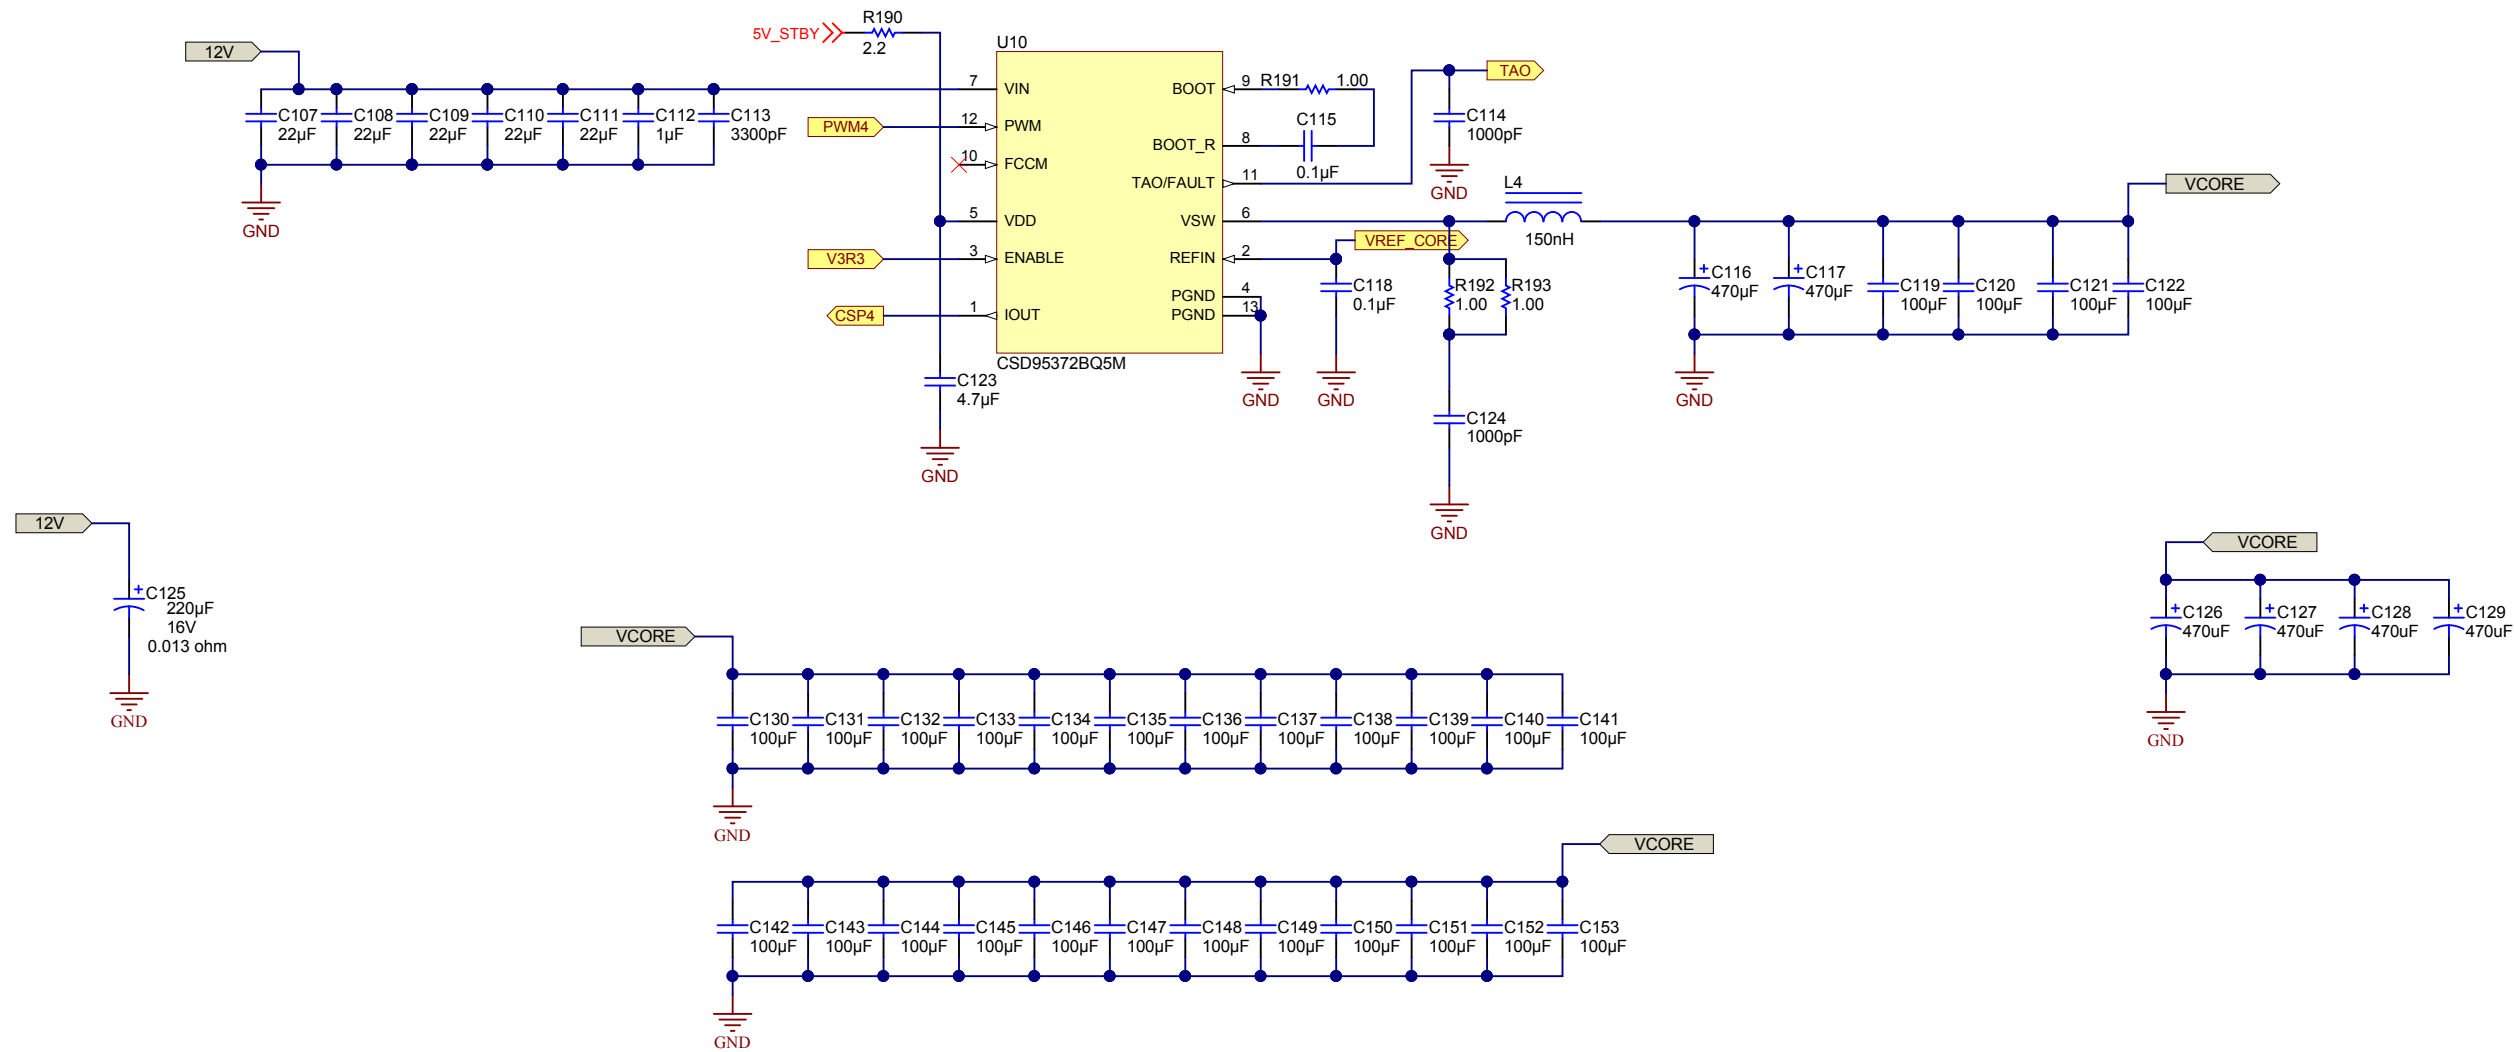 12V
C107
22µF
C108
22µF
C109
22µF
C110
22µF
C111
22µF
C112
1µF
C113
3300pF
GND
5V_STBY
R190
2.2
U10
7
VIN
PWM4
12
PWM
10
FCCM
5
VDD
V3R3
3
ENABLE
CSP4
1
IOUT
BOOT
9
BOOT_R
8
TAO/FAULT
11
VSW
6
REFIN
2
PGND
4
PGND
13
CSD95372BQ5M
C123
4.7µF
GND
R191
1.00
C115
0.1µF
TAO
C114
1000pF
GND
L4
150nH
VCORE
VREF_CORE
C118
0.1µF
GND
GND
R192
1.00
R193
1.00
C124
1000pF
GND
C116
470µF
C117
470µF
C119
100µF
C120
100µF
C121
100µF
C122
100µF
GND
12V
C125
220µF
16V
0.013 ohm
GND
VCORE
C126
470uF
C127
470uF
C128
470uF
C129
470uF
GND
VCORE
C130
100µF
C131
100µF
C132
100µF
C133
100µF
C134
100µF
C135
100µF
C136
100µF
C137
100µF
C138
100µF
C139
100µF
C140
100µF
C141
100µF
GND
VCORE
C142
100µF
C143
100µF
C144
100µF
C145
100µF
C146
100µF
C147
100µF
C148
100µF
C149
100µF
C150
100µF
C151
100µF
C152
100µF
C153
100µF
GND